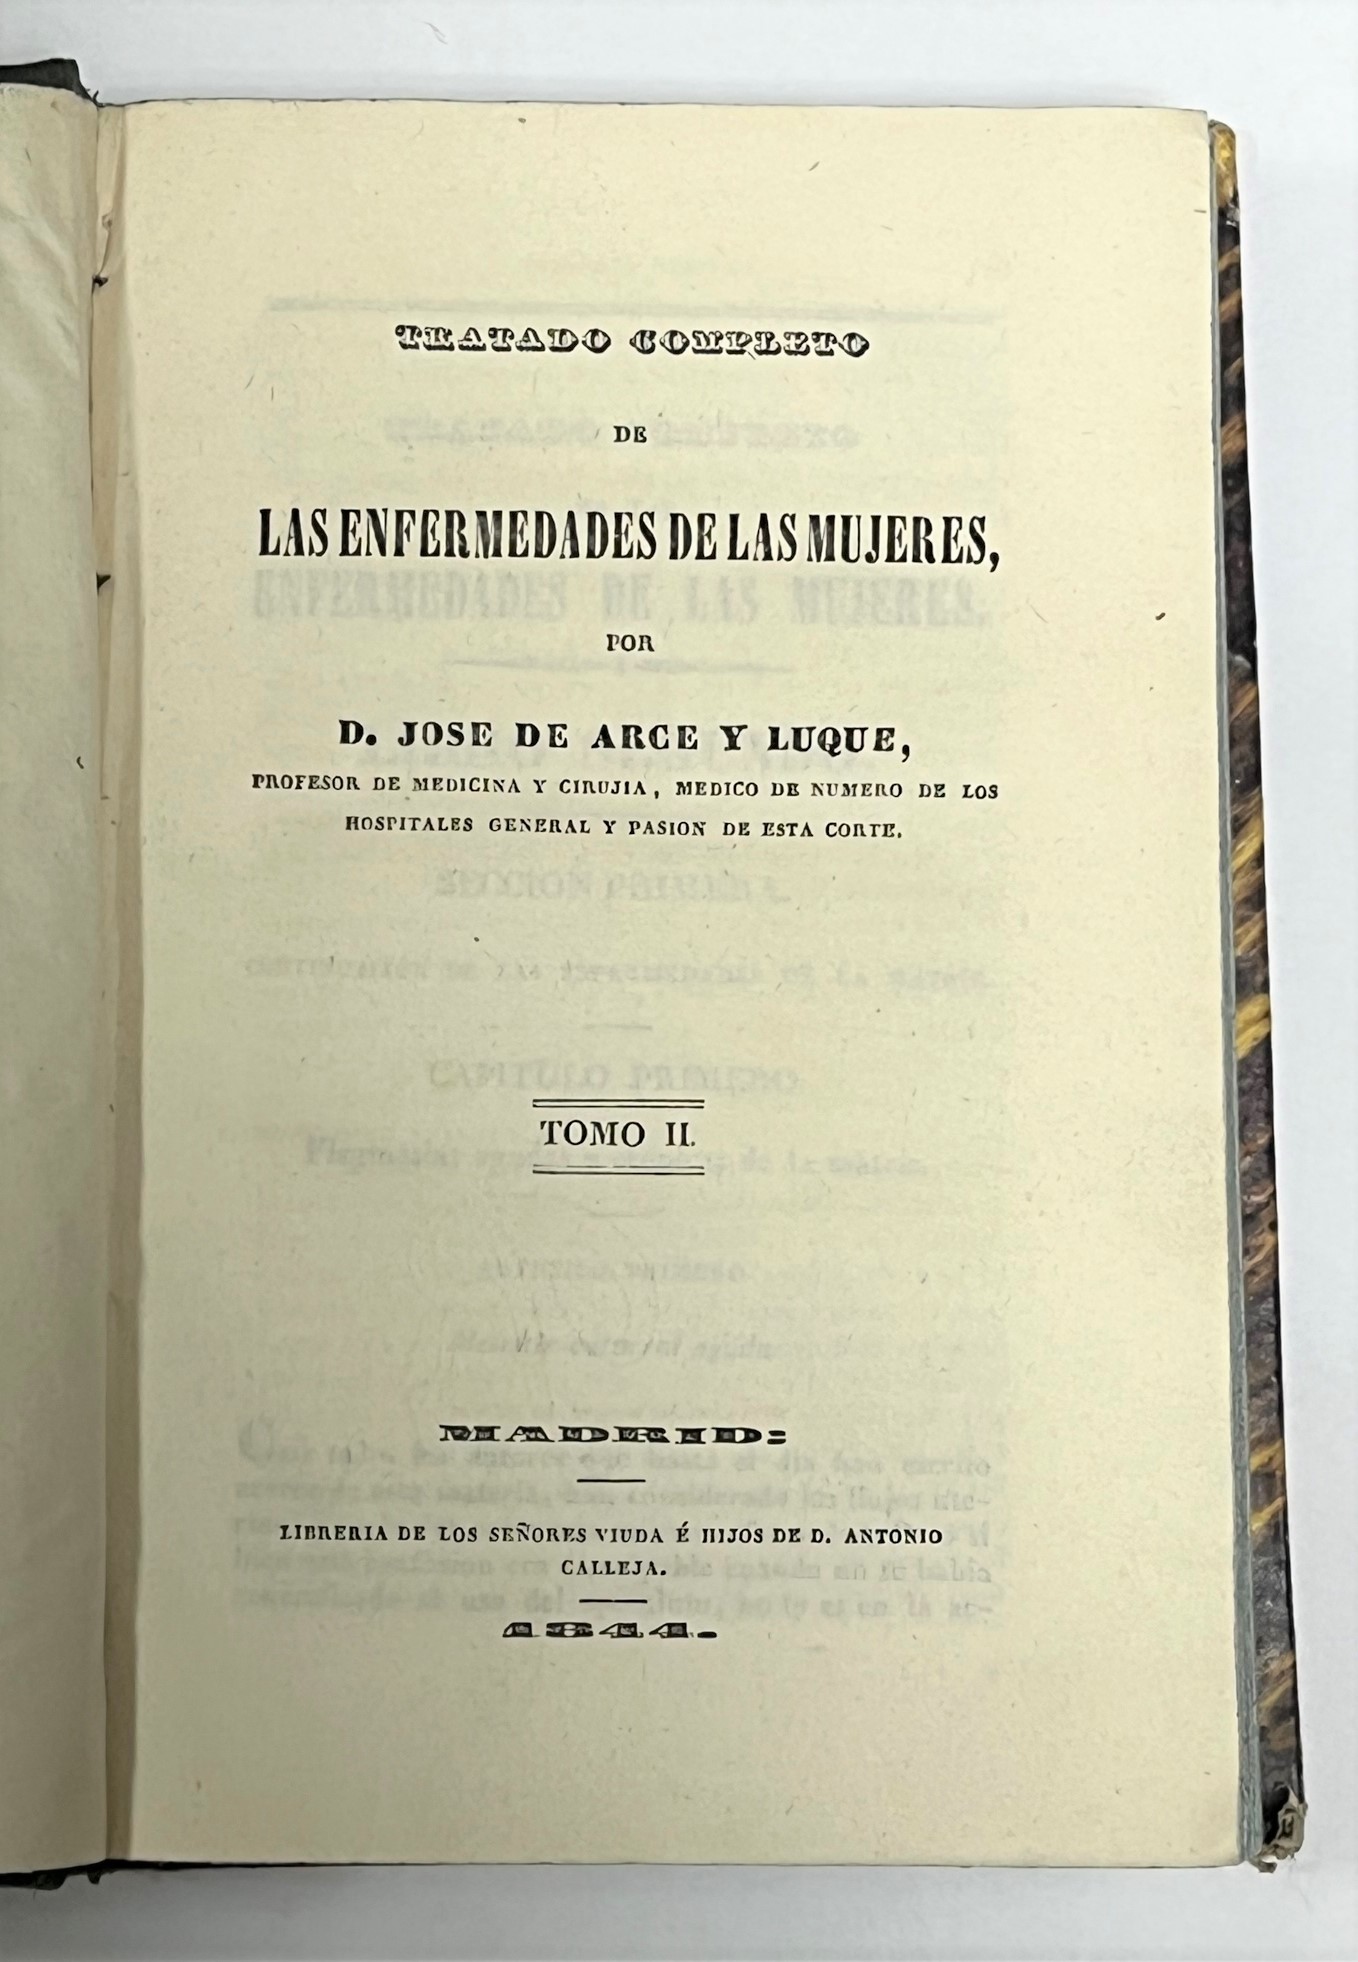 TRATADO COMPLETO
DE
LAS ENFERMEDADES DE LAS MUJERES,
POR
D. JOSE DE ARCE Y LUQUE,
PROFESOR DE MEDICINA Y CIRUJIA, MEDICO DE NUMERO DE LOS
HOSPITALES GENERAL Y PASION DE ESTA CORTE.
TOMO II.
MADRID:
LIBRERIA DE LOS SEÑORES VIUDA É HIJOS DE D. ANTONIO
CALLEJA.
1844.